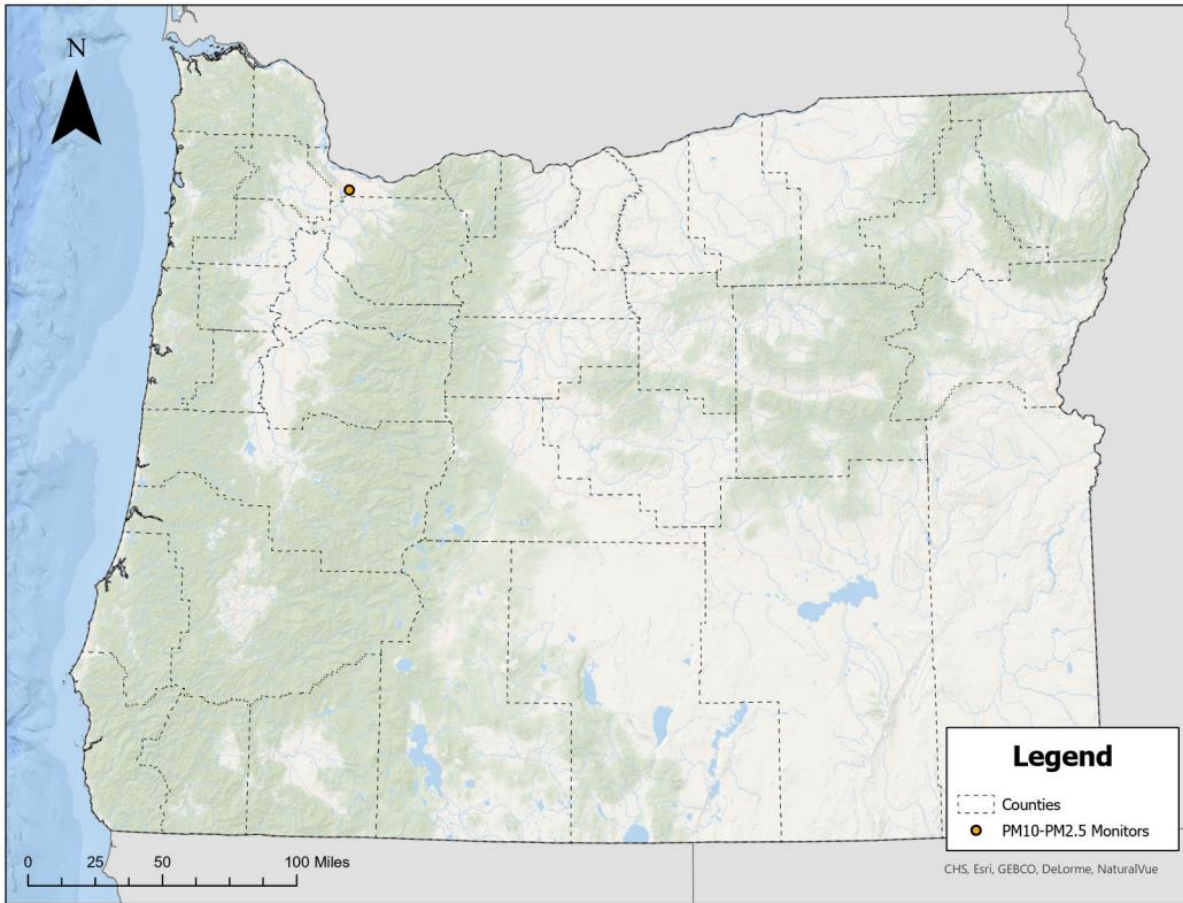 N
Legend
Counties
PM10-PM2.5 Monitors
0 25 50 100 Miles
CHS, Esri, GEBCO, DeLorme, NaturalVue